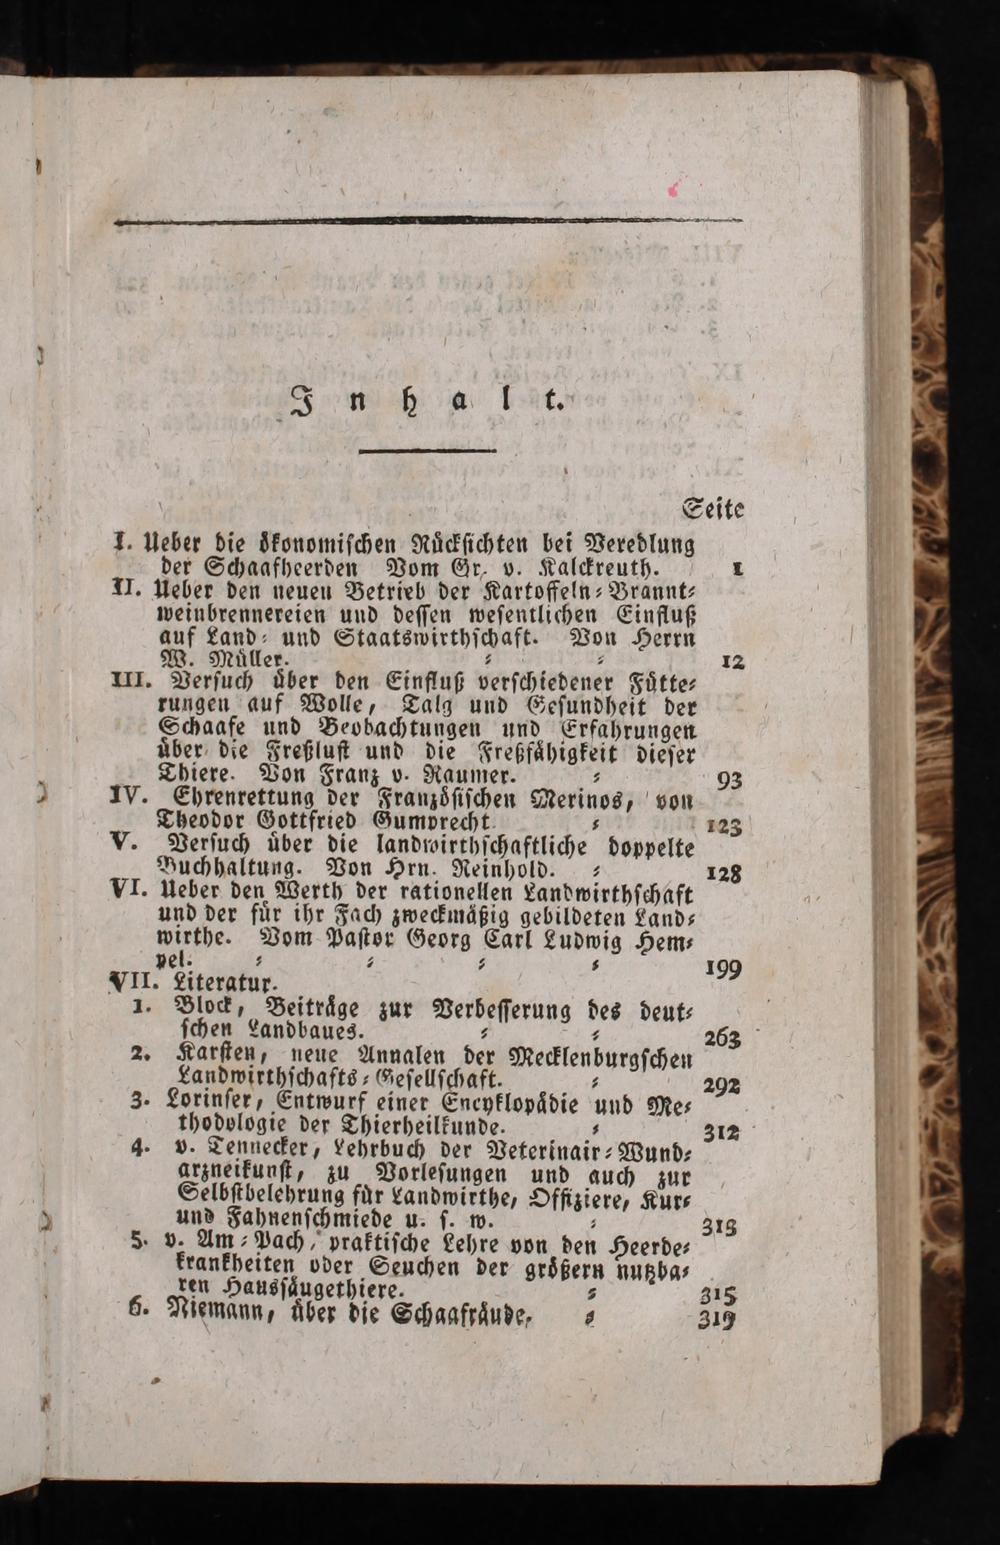 Inhalt.
Seite
I. Ueber die ökonomiſchen Rückſichten bei Veredlung
der Schaafheerden Vom Gr. v. Kalckreuth. 1
II. Ueber den neuen Betrieb der Kartoffeln⸗Brannt⸗
weinbrennereien und deſſen weſentlichen Einfluß
auf Land⸗ und Staatswirthſchaft. Von Herrn
W. Müller. ⸗ ⸗ 12
III. Verſuch über den Einfluß verſchiedener Fütte⸗
rungen auf Wolle, Talg und Geſundheit der
Schaafe und Beobachtungen und Erfahrungen
über die Freßluſt und die Freßfähigkeit dieſer
Thiere. Von Franz v. Raumer. ⸗ 93
IV. Ehrenrettung der Franzöſiſchen Merinos, von
Theodor Gottfried Gumprecht ⸗ 123
V. Verſuch über die landwirthſchaftliche doppelte
Buchhaltung. Von Hrn. Reinhold. ⸗ 128
VI. Ueber den Werth der rationellen Landwirthſchaft
und der für ihr Fach zweckmäßig gebildeten Land⸗
wirthe. Vom Paſtor Georg Carl Ludwig Hem⸗
pel. ⸗ ⸗ ⸗ ⸗ 199
VII. Literatur.
1. Block, Beiträge zur Verbeſſerung des deut⸗
ſchen Landbaues. ⸗ ⸗ 263
2. Karſten, neue Annalen der Mecklenburgſchen
Landwirthſchafts⸗Geſellſchaft. ⸗ 292
3. Lorinſer, Entwurf einer Encyklopädie und Me⸗
thodologie der Thierheilkunde. ⸗ 312
4. v. Tennecker, Lehrbuch der Veterinair⸗Wund⸗
arzneikunſt, zu Vorleſungen und auch zur
Selbſtbelehrung für Landwirthe, Offiziere, Kur⸗
und Fahnenſchmiede u. ſ. w. ⸗ 313
5. v. Am⸗Pach, praktiſche Lehre von den Heerde⸗
krankheiten oder Seuchen der größern nutzba⸗
ren Hausſäugethiere. ⸗ 315
6. Niemann, über die Schaafräude. ⸗ 319